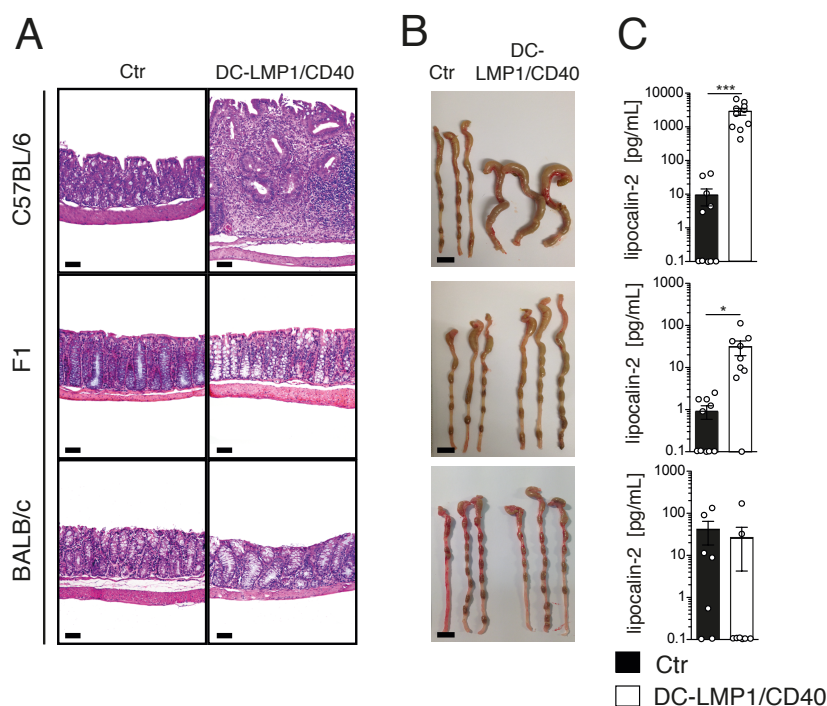 A
B
C
Ctr
DC-LMP1/CD40
Ctr
DC-
LMP1/CD40
C57BL/6
F1
BALB/c
lipocalin-2 [pg/mL]
10000
1000
100
10
1
0.1
***
lipocalin-2 [pg/mL]
1000
100
10
1
0.1
*
lipocalin-2 [pg/mL]
1000
100
10
1
0.1
Ctr
DC-LMP1/CD40